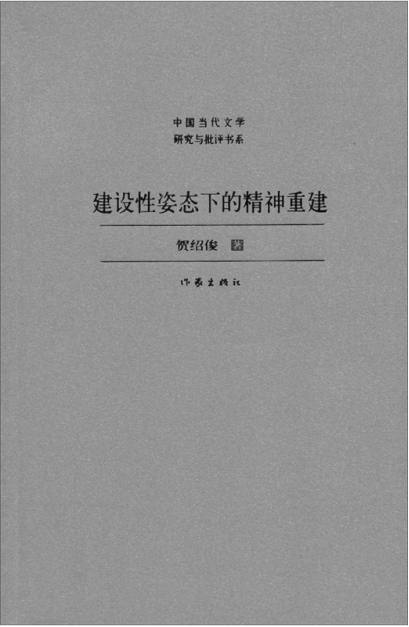 中国当代文学
研究与批评书系
建设性姿态下的精神重建
贺绍俊 著
作家出版社